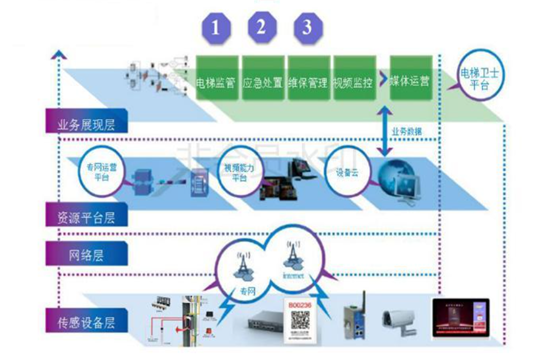 1
2
3
电梯监管
应急处置
维保管理
视频监控
媒体运营
电梯卫士
平台
业务数据
业务展现层
专网运营
平台
视频能力
平台
设备云
资源平台层
网络层
专网
传感设备层
800236